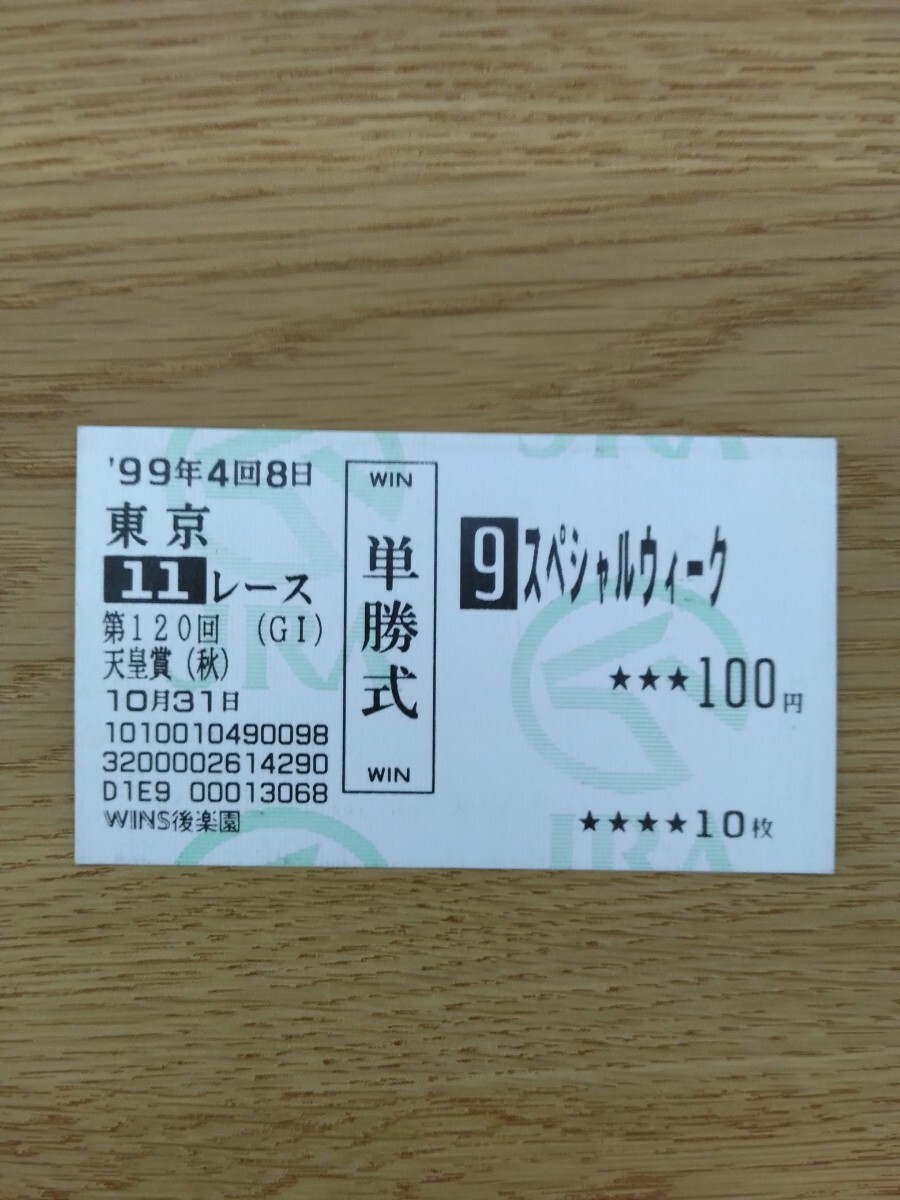 '99年4回8日
東京
11レース
第120回 (GI)
天皇賞(秋)
10月31日
1010010490098
3200002614290
D1E9 00013068
WINS後楽園
WIN
単勝式
WIN
9 スペシャルウィーク
★★★100円
★★★★10枚
JRA
JRA
JRA